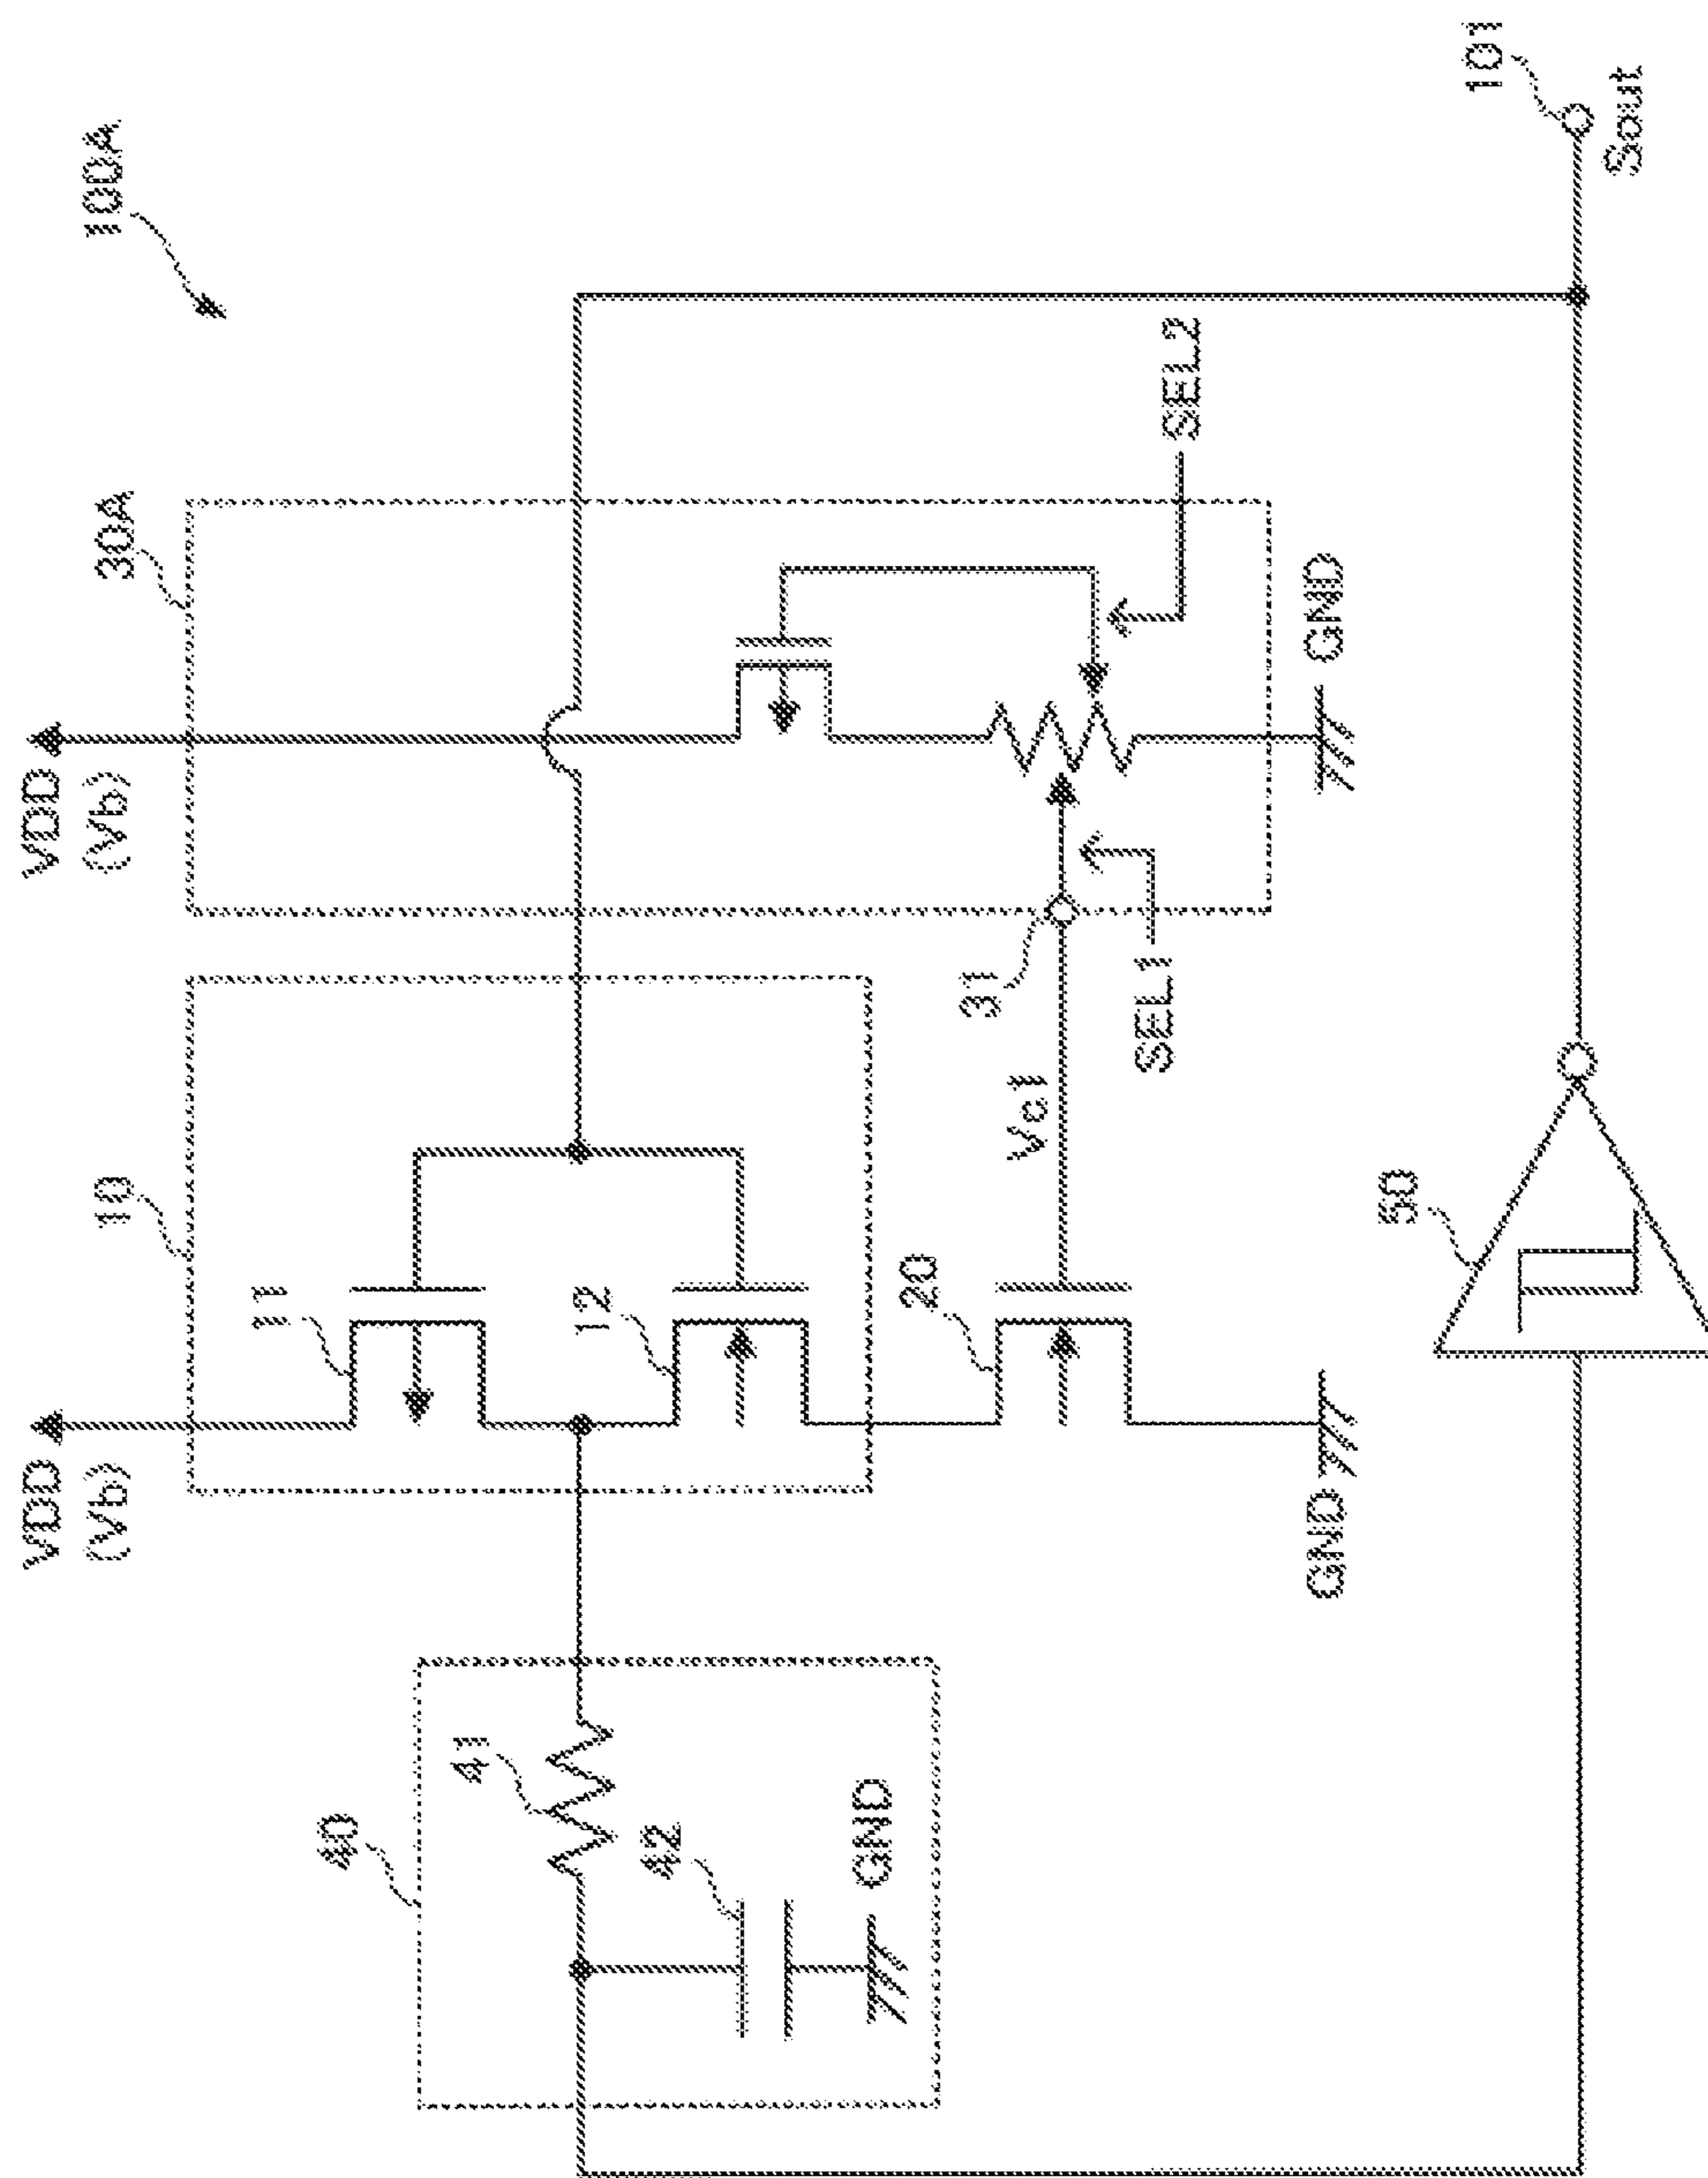 100A
VDD
(Vb)
VDD
(Vb)
10
30A
11
12
20
Vc1
31
SEL1
SEL2
GND
GND
40
41
42
GND
50
101
Sout